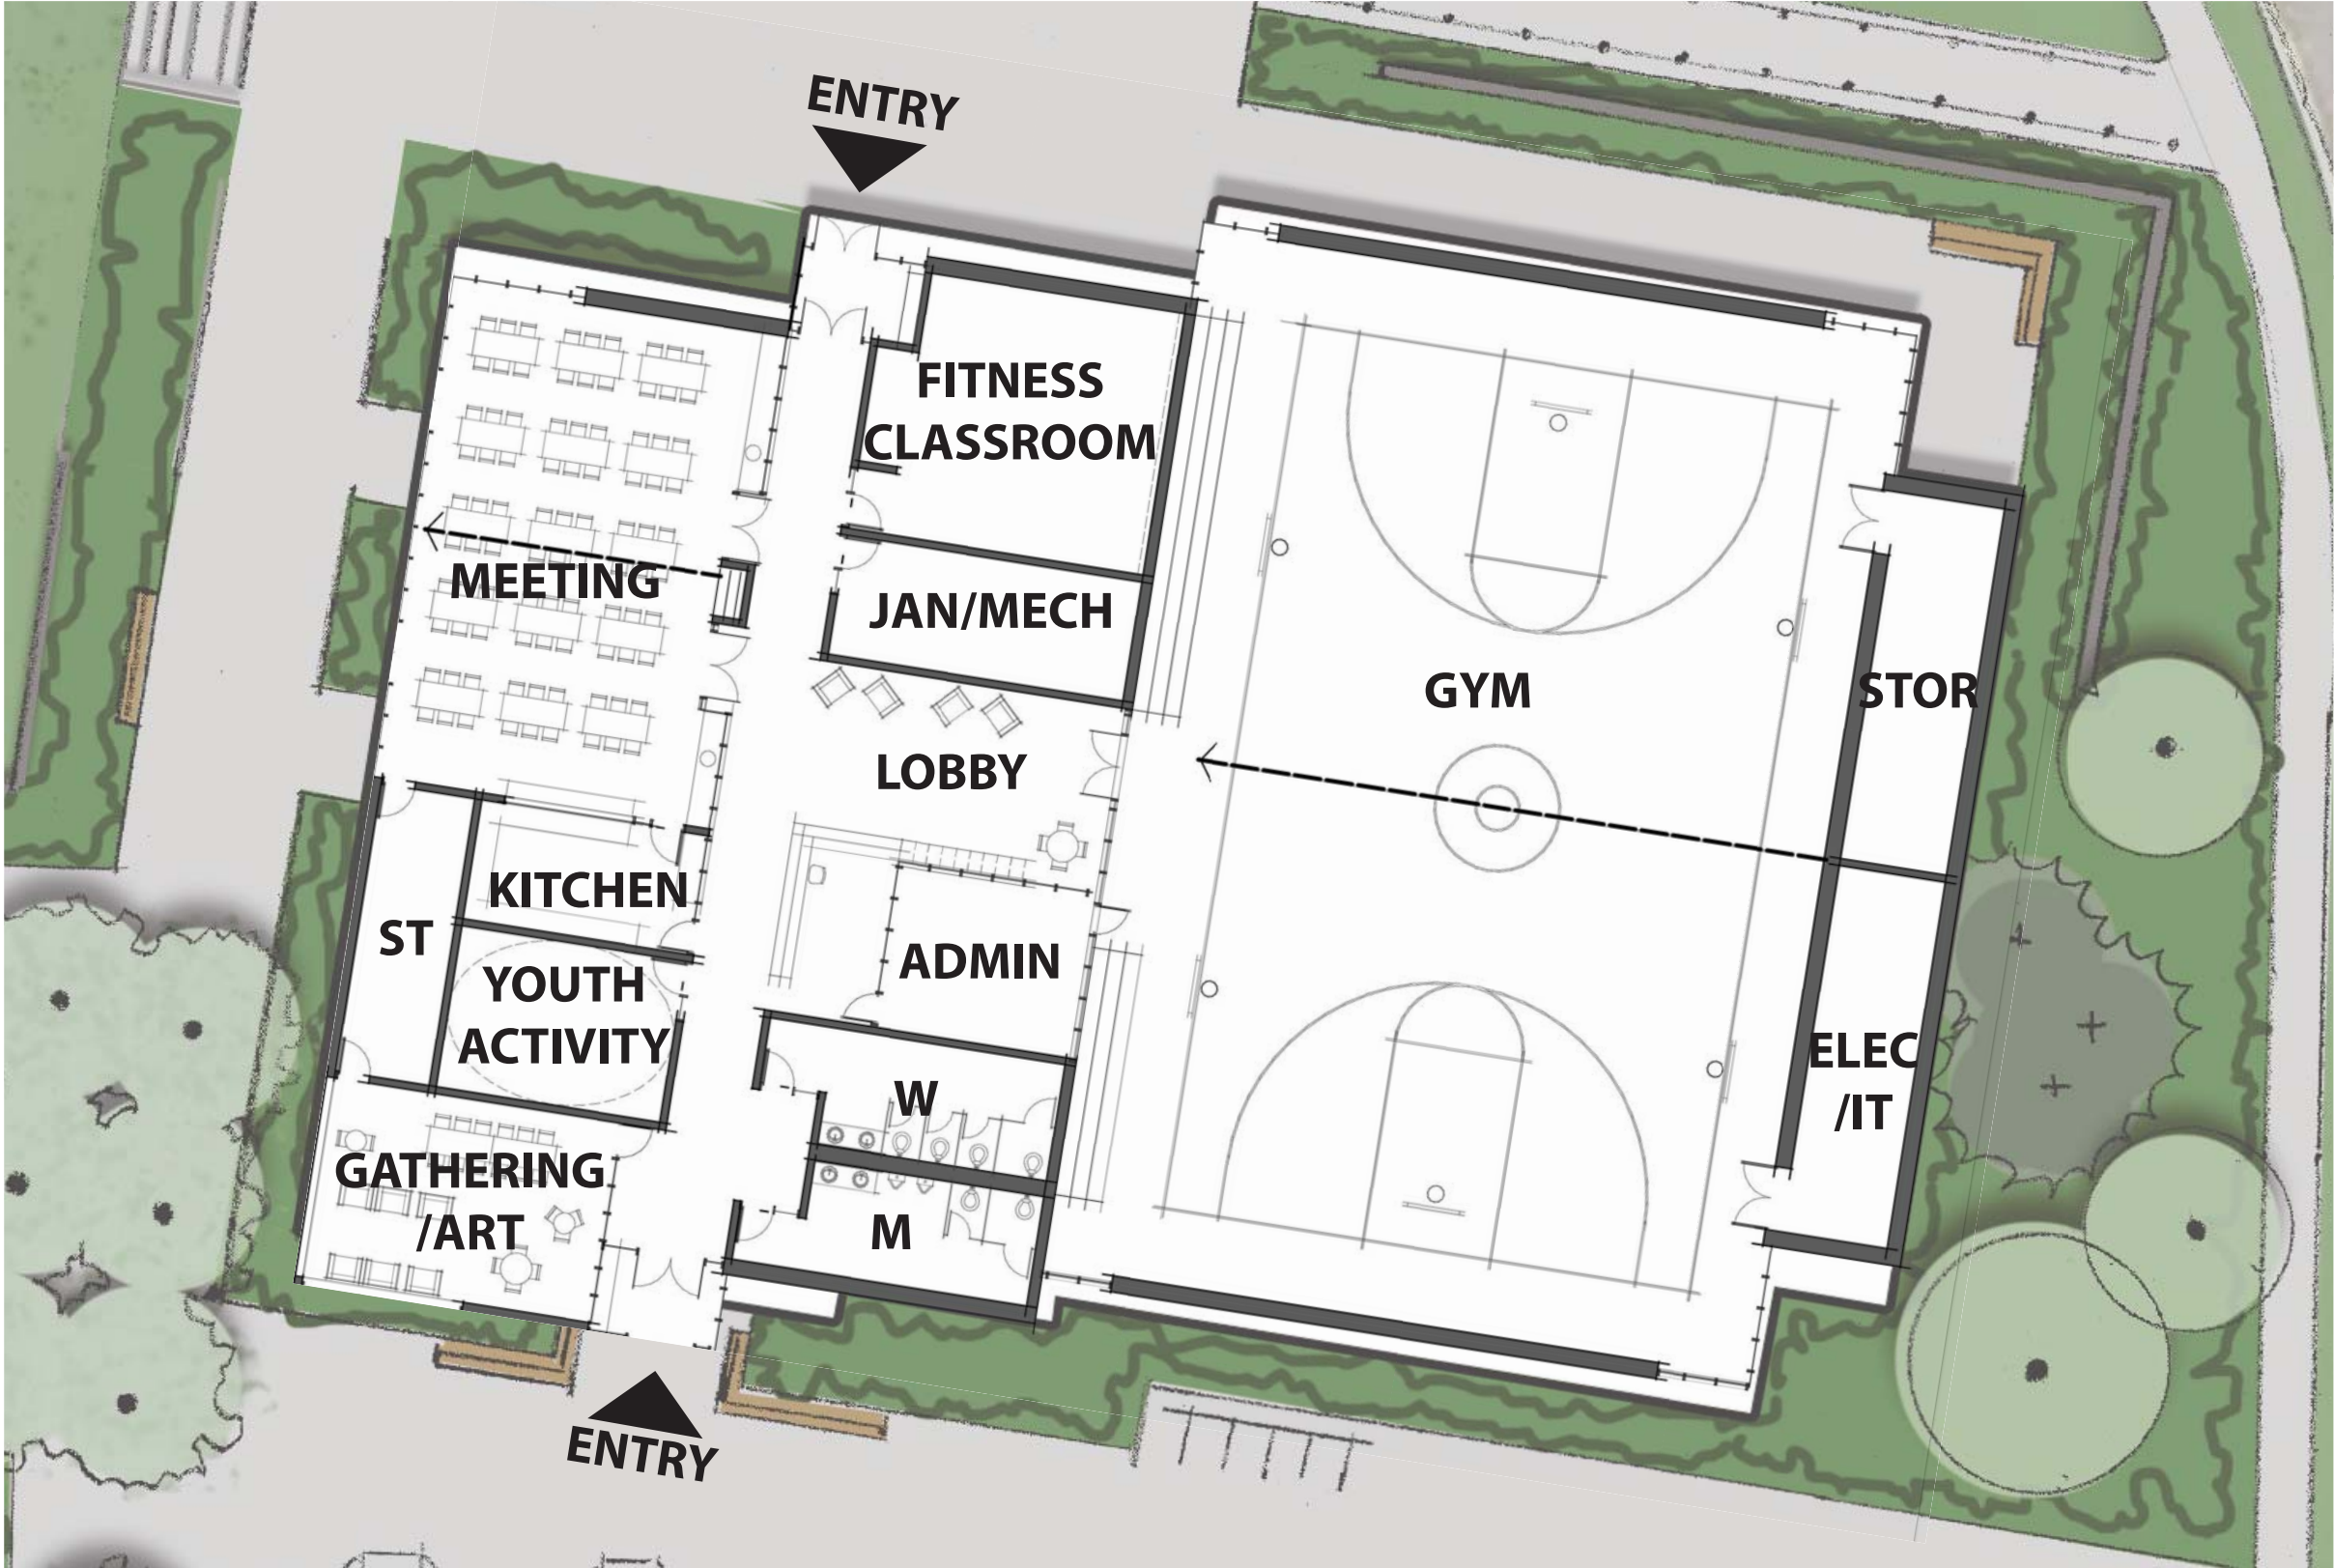 ENTRY
FITNESS
CLASSROOM
MEETING
JAN/MECH
GYM
STOR
LOBBY
KITCHEN
ST
ADMIN
YOUTH
ACTIVITY
ELEC
/IT
W
GATHERING
/ART
M
ENTRY